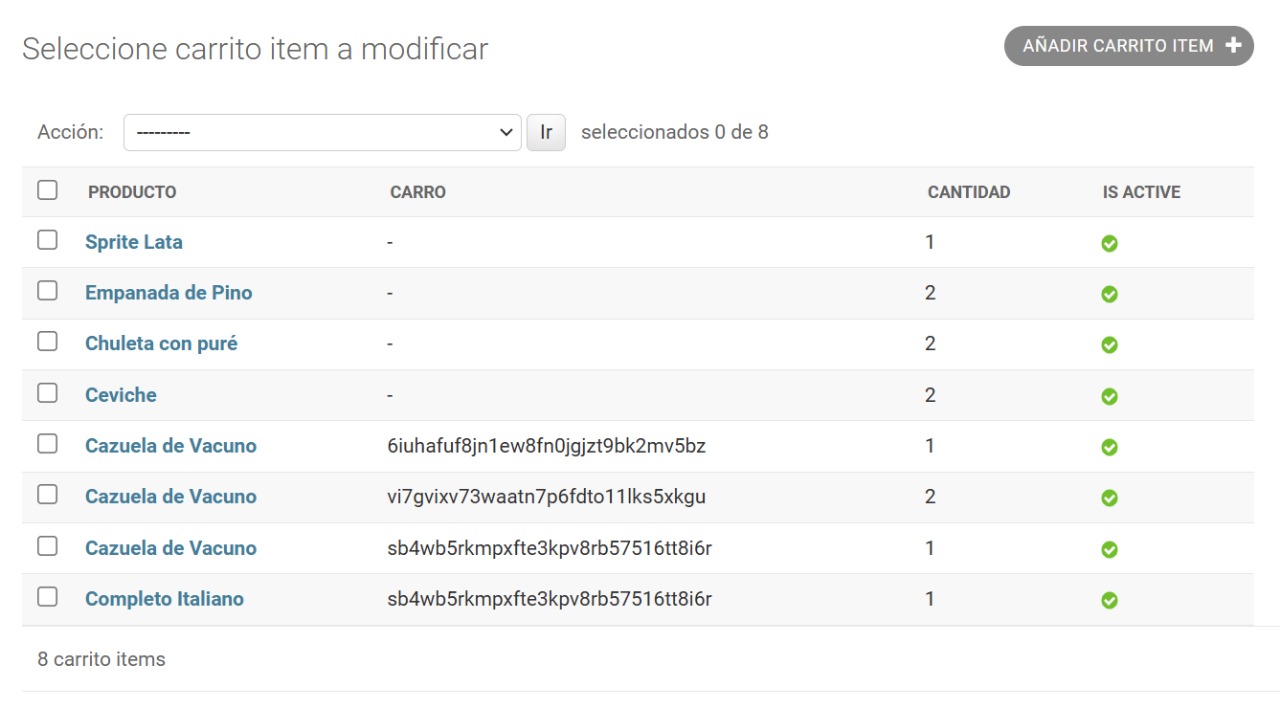 Seleccione carrito item a modificar
AÑADIR CARRITO ITEM +
Acción: --------- Ir seleccionados 0 de 8
PRODUCTO CARRO CANTIDAD IS ACTIVE
Sprite Lata - 1
Empanada de Pino - 2
Chuleta con puré - 2
Ceviche - 2
Cazuela de Vacuno 6iuhafuf8jn1ew8fn0jgjzt9bk2mv5bz 1
Cazuela de Vacuno vi7gvixv73waatn7p6fdto11lks5xkgu 2
Cazuela de Vacuno sb4wb5rkmpxfte3kpv8rb57516tt8i6r 1
Completo Italiano sb4wb5rkmpxfte3kpv8rb57516tt8i6r 1
8 carrito items